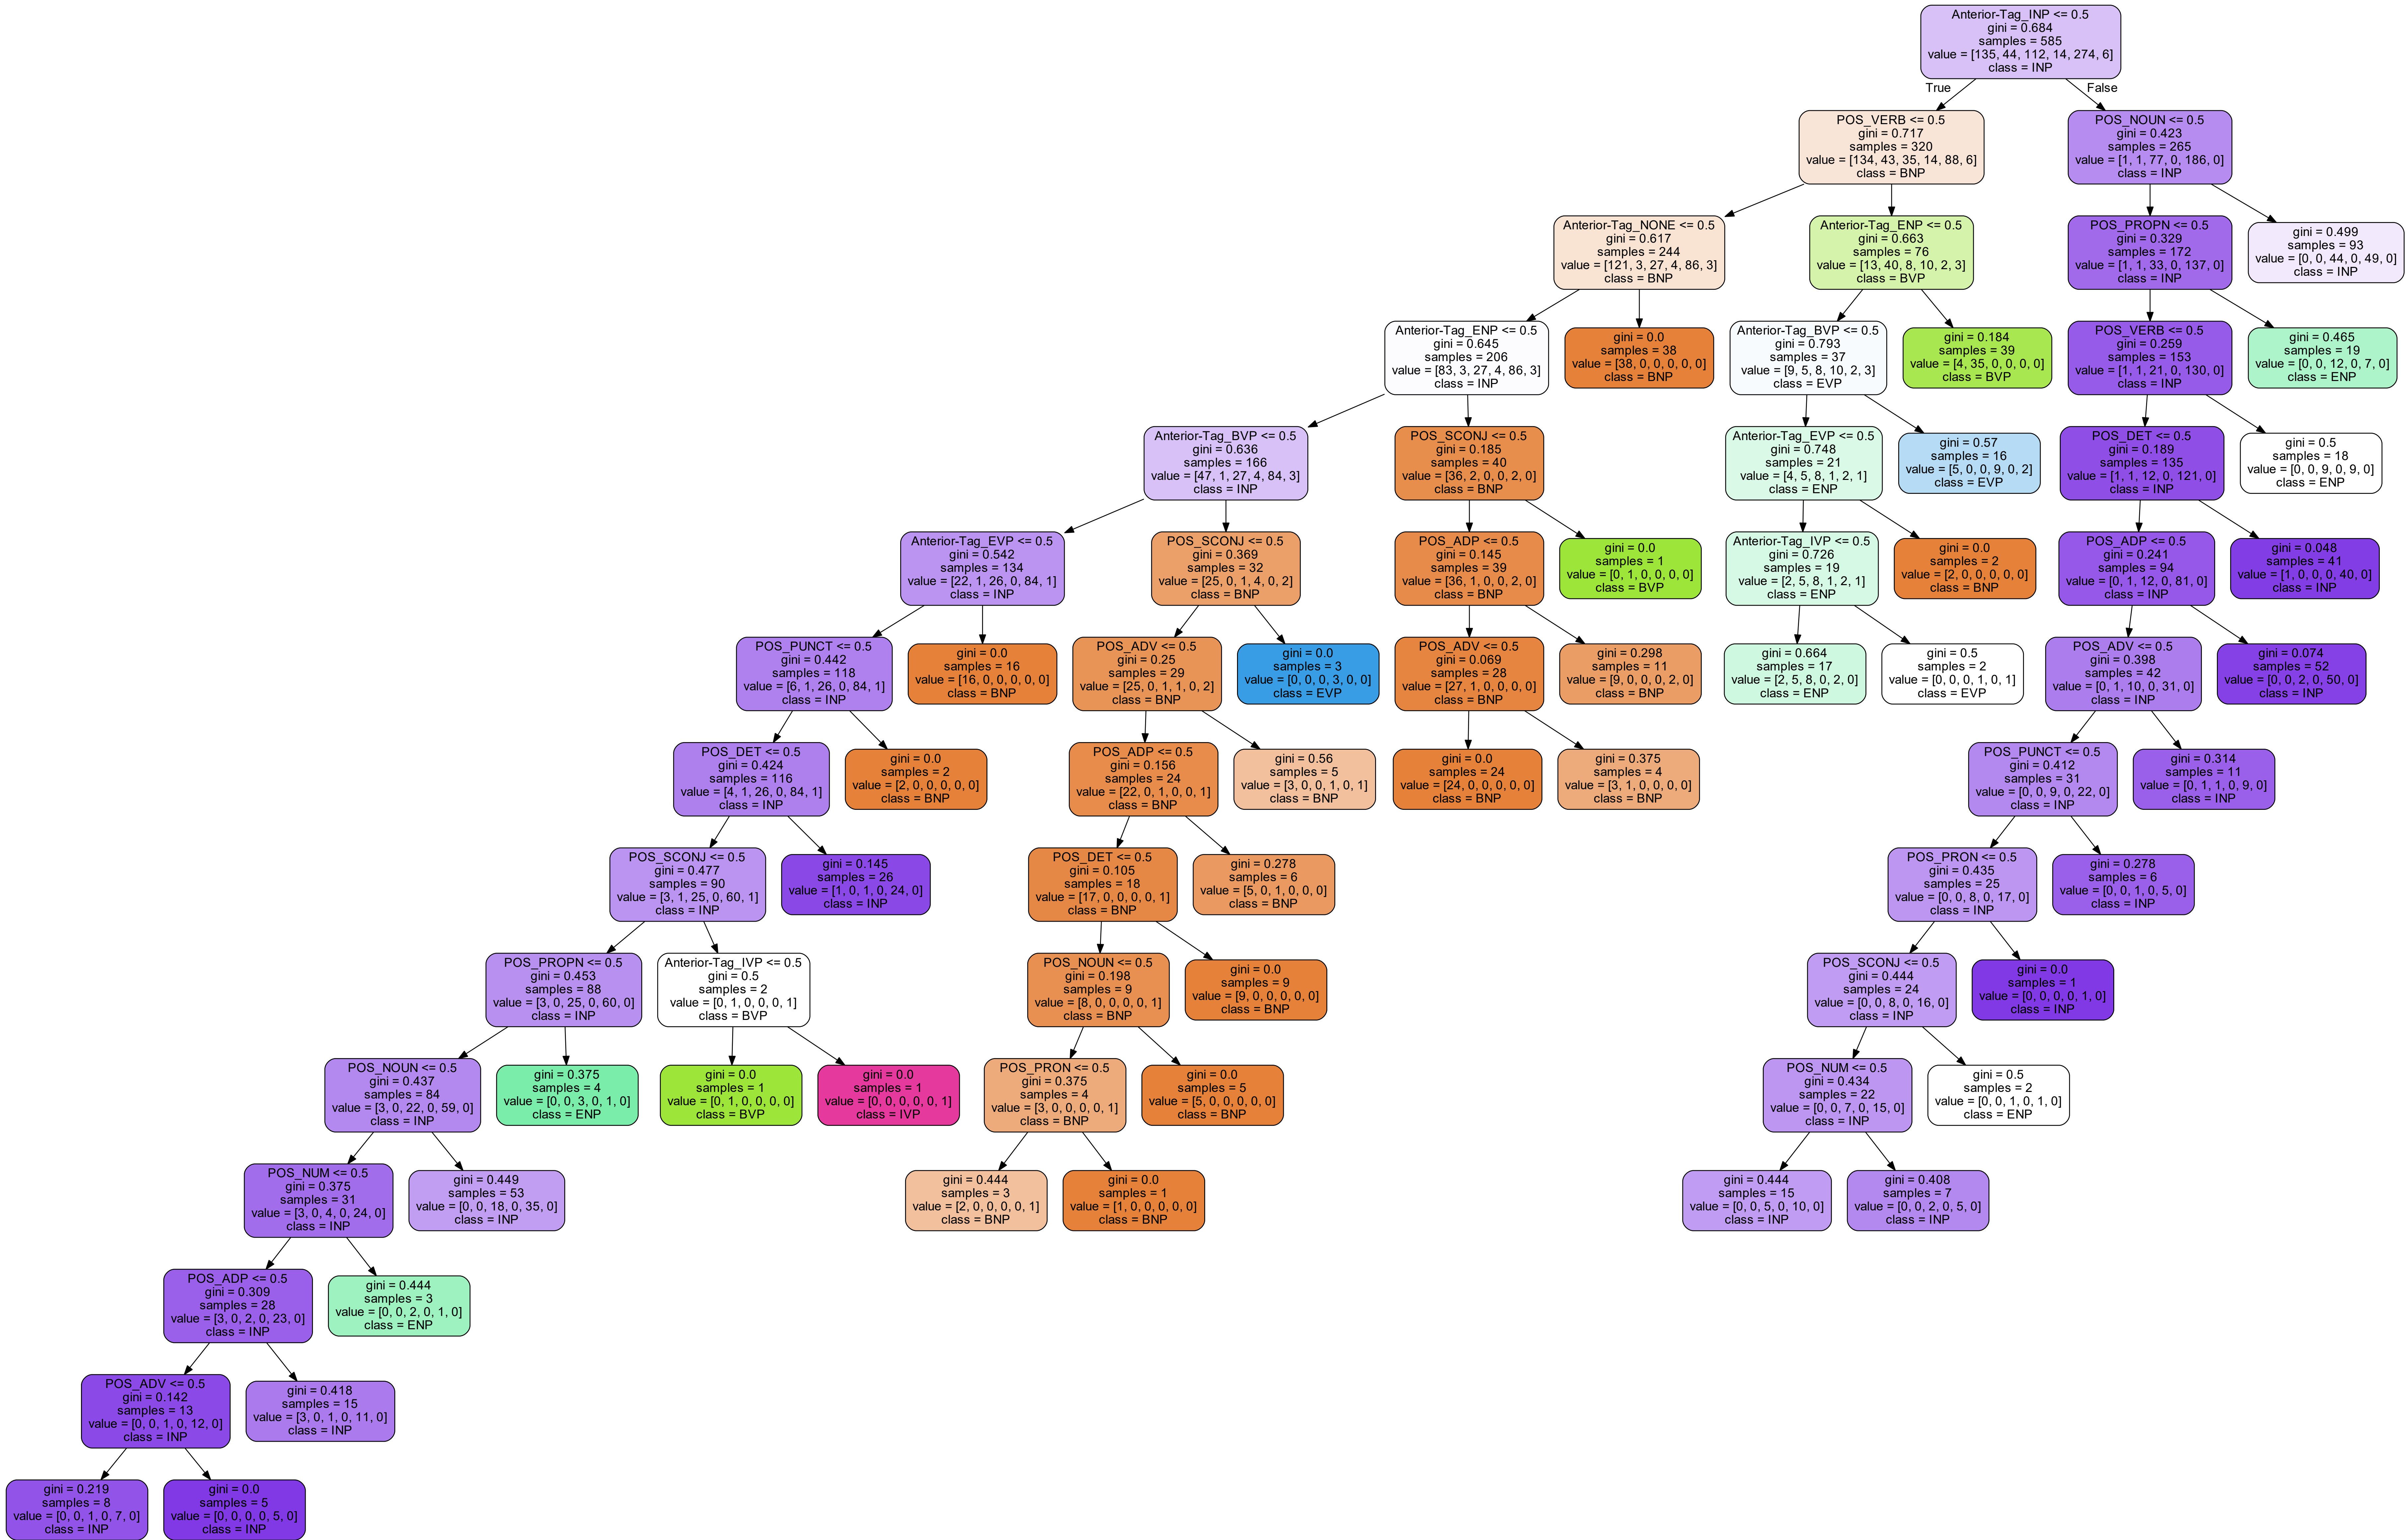 Anterior-Tag_INP <= 0.5
gini = 0.684
samples = 585
value = [135, 44, 112, 14, 274, 6]
class = INP
True
False
POS_VERB <= 0.5
gini = 0.717
samples = 320
value = [134, 43, 35, 14, 88, 6]
class = BNP
POS_NOUN <= 0.5
gini = 0.423
samples = 265
value = [1, 1, 77, 0, 186, 0]
class = INP
Anterior-Tag_NONE <= 0.5
gini = 0.617
samples = 244
value = [121, 3, 27, 4, 86, 3]
class = BNP
Anterior-Tag_ENP <= 0.5
gini = 0.663
samples = 76
value = [13, 40, 8, 10, 2, 3]
class = BVP
POS_PROPN <= 0.5
gini = 0.329
samples = 172
value = [1, 1, 33, 0, 137, 0]
class = INP
gini = 0.499
samples = 93
value = [0, 0, 44, 0, 49, 0]
class = INP
Anterior-Tag_ENP <= 0.5
gini = 0.645
samples = 206
value = [83, 3, 27, 4, 86, 3]
class = INP
gini = 0.0
samples = 38
value = [38, 0, 0, 0, 0, 0]
class = BNP
Anterior-Tag_BVP <= 0.5
gini = 0.793
samples = 37
value = [9, 5, 8, 10, 2, 3]
class = EVP
gini = 0.184
samples = 39
value = [4, 35, 0, 0, 0, 0]
class = BVP
POS_VERB <= 0.5
gini = 0.259
samples = 153
value = [1, 1, 21, 0, 130, 0]
class = INP
gini = 0.465
samples = 19
value = [0, 0, 12, 0, 7, 0]
class = ENP
Anterior-Tag_BVP <= 0.5
gini = 0.636
samples = 166
value = [47, 1, 27, 4, 84, 3]
class = INP
POS_SCONJ <= 0.5
gini = 0.185
samples = 40
value = [36, 2, 0, 0, 2, 0]
class = BNP
Anterior-Tag_EVP <= 0.5
gini = 0.748
samples = 21
value = [4, 5, 8, 1, 2, 1]
class = ENP
gini = 0.57
samples = 16
value = [5, 0, 0, 9, 0, 2]
class = EVP
POS_DET <= 0.5
gini = 0.189
samples = 135
value = [1, 1, 12, 0, 121, 0]
class = INP
gini = 0.5
samples = 18
value = [0, 0, 9, 0, 9, 0]
class = ENP
Anterior-Tag_EVP <= 0.5
gini = 0.542
samples = 134
value = [22, 1, 26, 0, 84, 1]
class = INP
POS_SCONJ <= 0.5
gini = 0.369
samples = 32
value = [25, 0, 1, 4, 0, 2]
class = BNP
POS_ADP <= 0.5
gini = 0.145
samples = 39
value = [36, 1, 0, 0, 2, 0]
class = BNP
gini = 0.0
samples = 1
value = [0, 1, 0, 0, 0, 0]
class = BVP
Anterior-Tag_IVP <= 0.5
gini = 0.726
samples = 19
value = [2, 5, 8, 1, 2, 1]
class = ENP
gini = 0.0
samples = 2
value = [2, 0, 0, 0, 0, 0]
class = BNP
POS_ADP <= 0.5
gini = 0.241
samples = 94
value = [0, 1, 12, 0, 81, 0]
class = INP
gini = 0.048
samples = 41
value = [1, 0, 0, 0, 40, 0]
class = INP
POS_PUNCT <= 0.5
gini = 0.442
samples = 118
value = [6, 1, 26, 0, 84, 1]
class = INP
gini = 0.0
samples = 16
value = [16, 0, 0, 0, 0, 0]
class = BNP
POS_ADV <= 0.5
gini = 0.25
samples = 29
value = [25, 0, 1, 1, 0, 2]
class = BNP
gini = 0.0
samples = 3
value = [0, 0, 0, 3, 0, 0]
class = EVP
POS_ADV <= 0.5
gini = 0.069
samples = 28
value = [27, 1, 0, 0, 0, 0]
class = BNP
gini = 0.298
samples = 11
value = [9, 0, 0, 0, 2, 0]
class = BNP
gini = 0.664
samples = 17
value = [2, 5, 8, 0, 2, 0]
class = ENP
gini = 0.5
samples = 2
value = [0, 0, 0, 1, 0, 1]
class = EVP
POS_ADV <= 0.5
gini = 0.398
samples = 42
value = [0, 1, 10, 0, 31, 0]
class = INP
gini = 0.074
samples = 52
value = [0, 0, 2, 0, 50, 0]
class = INP
POS_DET <= 0.5
gini = 0.424
samples = 116
value = [4, 1, 26, 0, 84, 1]
class = INP
gini = 0.0
samples = 2
value = [2, 0, 0, 0, 0, 0]
class = BNP
POS_ADP <= 0.5
gini = 0.156
samples = 24
value = [22, 0, 1, 0, 0, 1]
class = BNP
gini = 0.56
samples = 5
value = [3, 0, 0, 1, 0, 1]
class = BNP
gini = 0.0
samples = 24
value = [24, 0, 0, 0, 0, 0]
class = BNP
gini = 0.375
samples = 4
value = [3, 1, 0, 0, 0, 0]
class = BNP
POS_PUNCT <= 0.5
gini = 0.412
samples = 31
value = [0, 0, 9, 0, 22, 0]
class = INP
gini = 0.314
samples = 11
value = [0, 1, 1, 0, 9, 0]
class = INP
POS_SCONJ <= 0.5
gini = 0.477
samples = 90
value = [3, 1, 25, 0, 60, 1]
class = INP
gini = 0.145
samples = 26
value = [1, 0, 1, 0, 24, 0]
class = INP
POS_DET <= 0.5
gini = 0.105
samples = 18
value = [17, 0, 0, 0, 0, 1]
class = BNP
gini = 0.278
samples = 6
value = [5, 0, 1, 0, 0, 0]
class = BNP
POS_PRON <= 0.5
gini = 0.435
samples = 25
value = [0, 0, 8, 0, 17, 0]
class = INP
gini = 0.278
samples = 6
value = [0, 0, 1, 0, 5, 0]
class = INP
POS_PROPN <= 0.5
gini = 0.453
samples = 88
value = [3, 0, 25, 0, 60, 0]
class = INP
Anterior-Tag_IVP <= 0.5
gini = 0.5
samples = 2
value = [0, 1, 0, 0, 0, 1]
class = BVP
POS_NOUN <= 0.5
gini = 0.198
samples = 9
value = [8, 0, 0, 0, 0, 1]
class = BNP
gini = 0.0
samples = 9
value = [9, 0, 0, 0, 0, 0]
class = BNP
POS_SCONJ <= 0.5
gini = 0.444
samples = 24
value = [0, 0, 8, 0, 16, 0]
class = INP
gini = 0.0
samples = 1
value = [0, 0, 0, 0, 1, 0]
class = INP
POS_NOUN <= 0.5
gini = 0.437
samples = 84
value = [3, 0, 22, 0, 59, 0]
class = INP
gini = 0.375
samples = 4
value = [0, 0, 3, 0, 1, 0]
class = ENP
gini = 0.0
samples = 1
value = [0, 1, 0, 0, 0, 0]
class = BVP
gini = 0.0
samples = 1
value = [0, 0, 0, 0, 0, 1]
class = IVP
POS_PRON <= 0.5
gini = 0.375
samples = 4
value = [3, 0, 0, 0, 0, 1]
class = BNP
gini = 0.0
samples = 5
value = [5, 0, 0, 0, 0, 0]
class = BNP
POS_NUM <= 0.5
gini = 0.434
samples = 22
value = [0, 0, 7, 0, 15, 0]
class = INP
gini = 0.5
samples = 2
value = [0, 0, 1, 0, 1, 0]
class = ENP
POS_NUM <= 0.5
gini = 0.375
samples = 31
value = [3, 0, 4, 0, 24, 0]
class = INP
gini = 0.449
samples = 53
value = [0, 0, 18, 0, 35, 0]
class = INP
gini = 0.444
samples = 3
value = [2, 0, 0, 0, 0, 1]
class = BNP
gini = 0.0
samples = 1
value = [1, 0, 0, 0, 0, 0]
class = BNP
gini = 0.444
samples = 15
value = [0, 0, 5, 0, 10, 0]
class = INP
gini = 0.408
samples = 7
value = [0, 0, 2, 0, 5, 0]
class = INP
POS_ADP <= 0.5
gini = 0.309
samples = 28
value = [3, 0, 2, 0, 23, 0]
class = INP
gini = 0.444
samples = 3
value = [0, 0, 2, 0, 1, 0]
class = ENP
POS_ADV <= 0.5
gini = 0.142
samples = 13
value = [0, 0, 1, 0, 12, 0]
class = INP
gini = 0.418
samples = 15
value = [3, 0, 1, 0, 11, 0]
class = INP
gini = 0.219
samples = 8
value = [0, 0, 1, 0, 7, 0]
class = INP
gini = 0.0
samples = 5
value = [0, 0, 0, 0, 5, 0]
class = INP